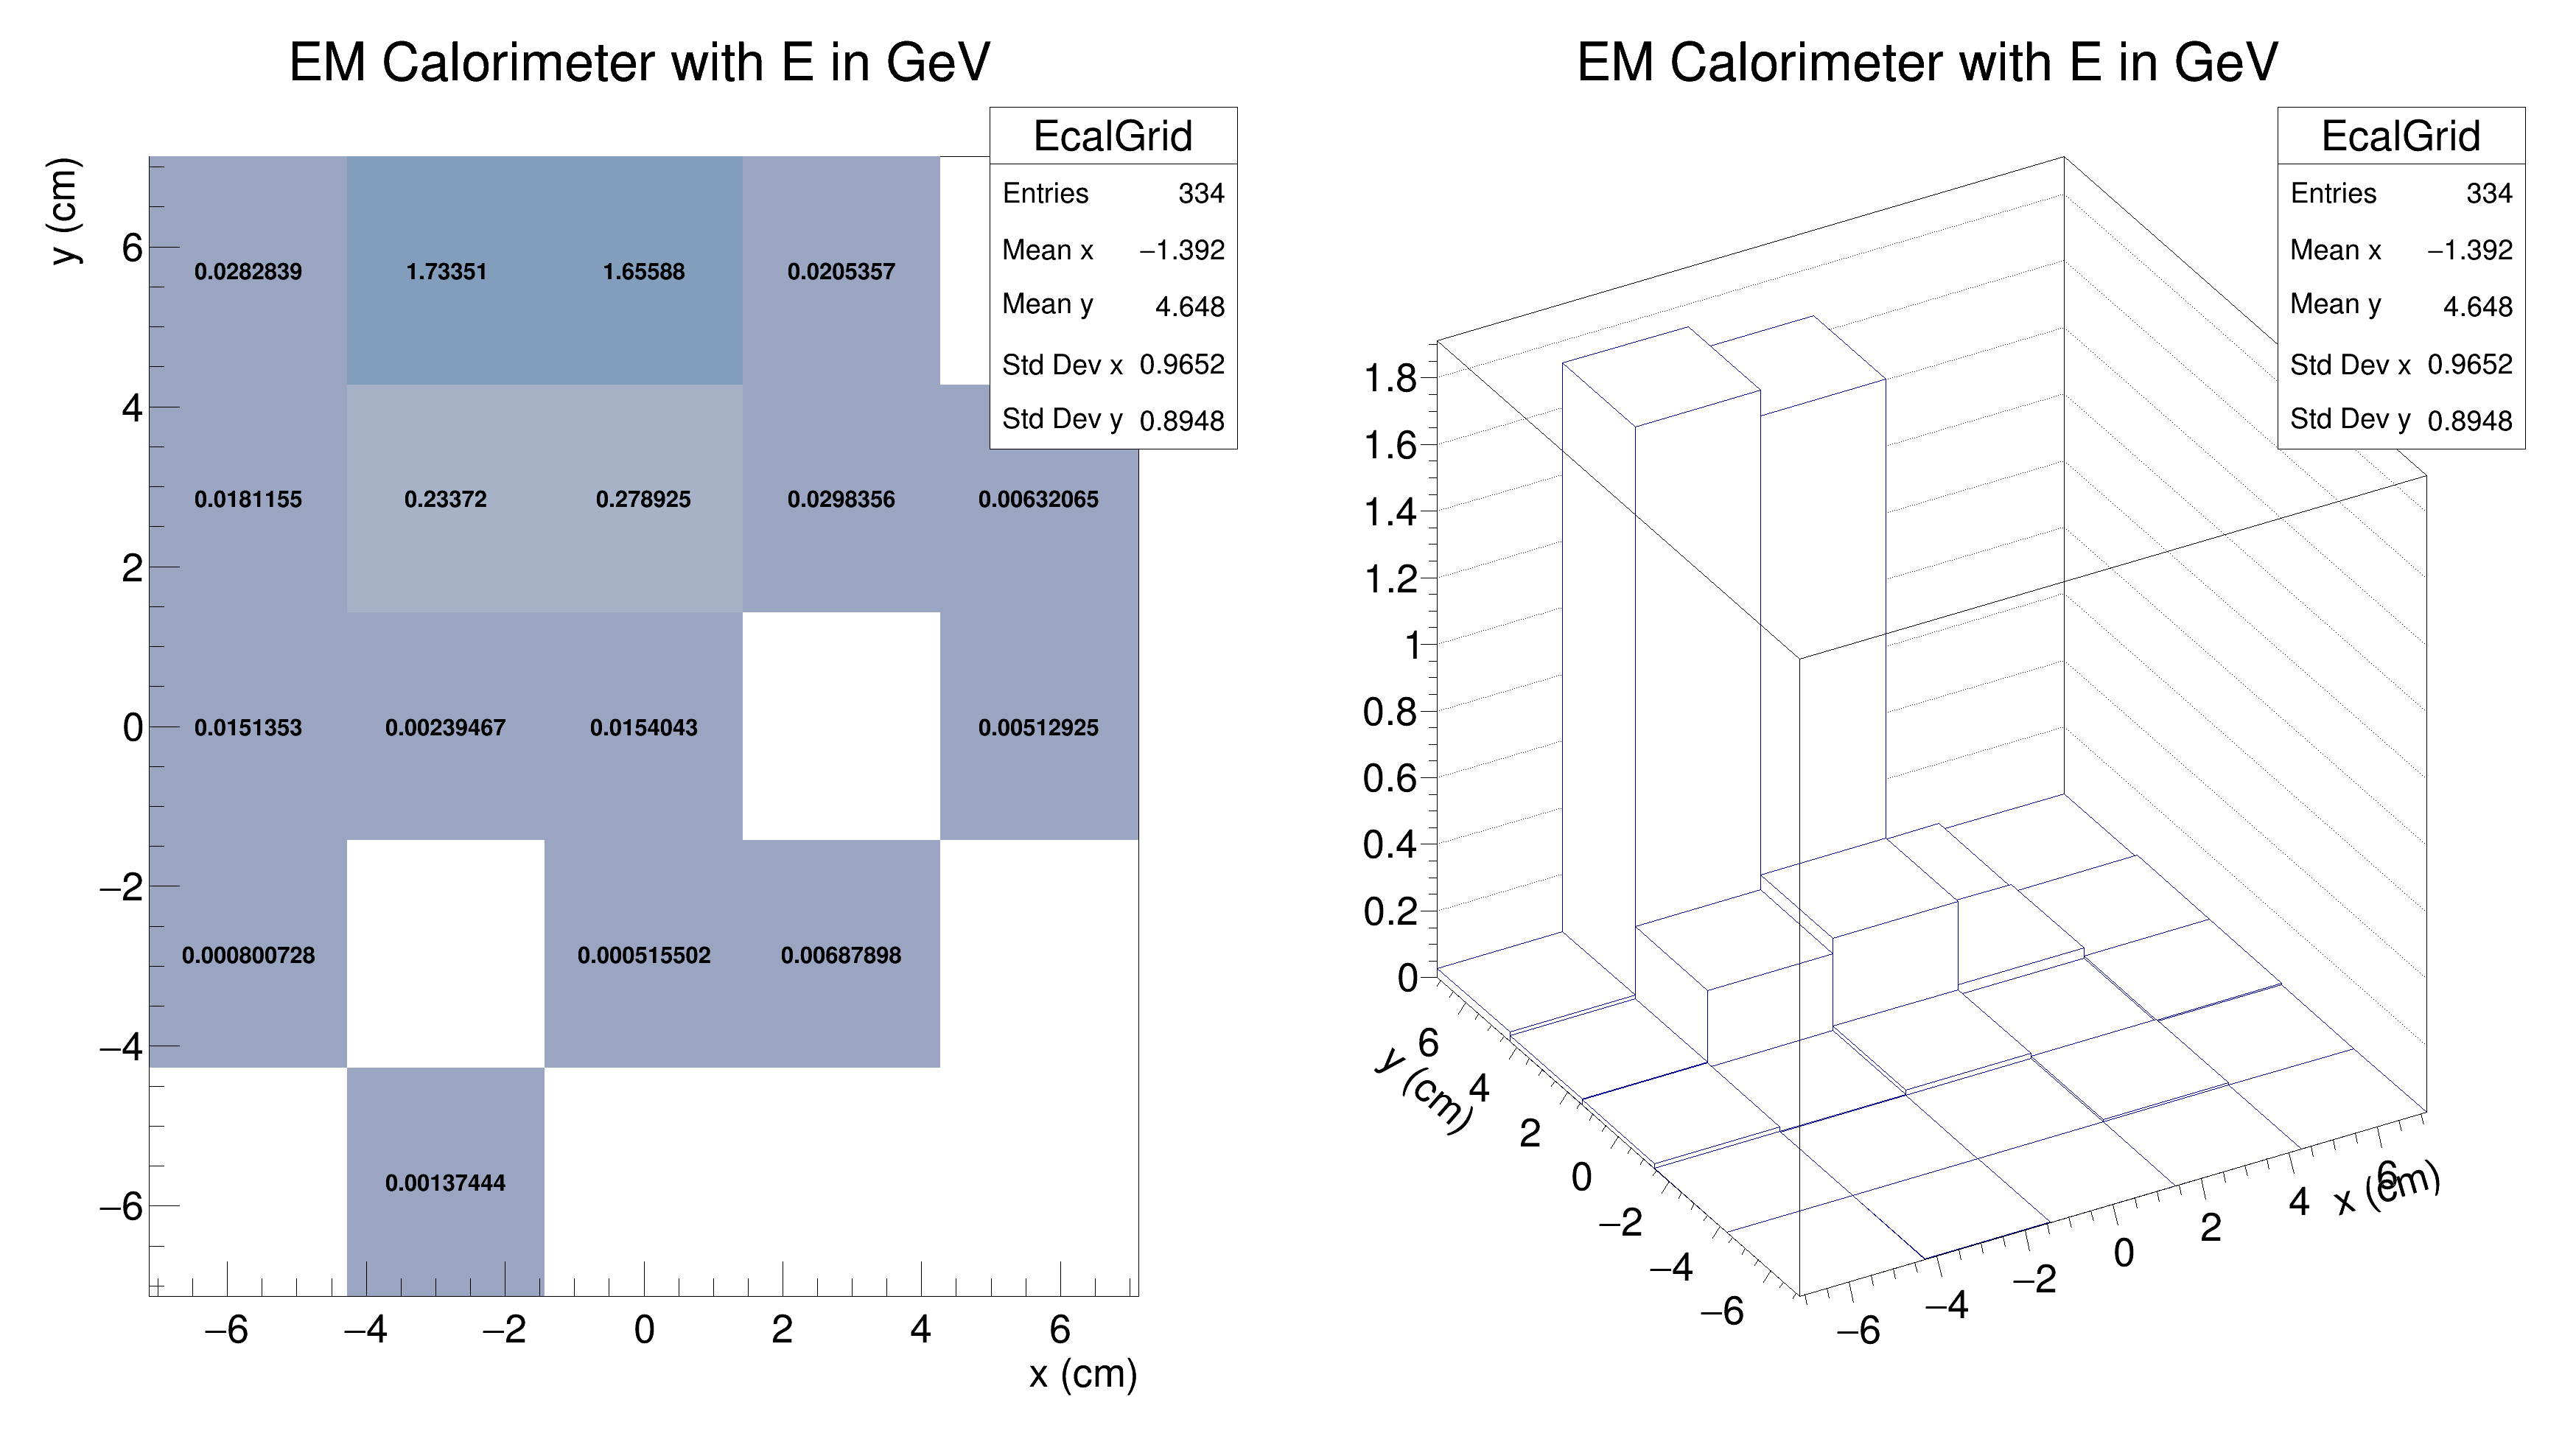 EM Calorimeter with E in GeV
EcalGrid
Entries 334
Mean x −1.392
Mean y 4.648
Std Dev x 0.9652
Std Dev y 0.8948
y (cm)
6
4
2
0
−2
−4
−6
0.0282839 1.73351 1.65588 0.0205357
0.0181155 0.23372 0.278925 0.0298356 0.00632065
0.0151353 0.00239467 0.0154043 0.00512925
0.000800728 0.000515502 0.00687898
0.00137444
−6 −4 −2 0 2 4 6
x (cm)
EM Calorimeter with E in GeV
EcalGrid
Entries 334
Mean x −1.392
Mean y 4.648
Std Dev x 0.9652
Std Dev y 0.8948
1.8
1.6
1.4
1.2
1
0.8
0.6
0.4
0.2
0
6
4
2
0
−2
−4
−6
y (cm)
−6
−4
−2
0
2
4
6
x (cm)